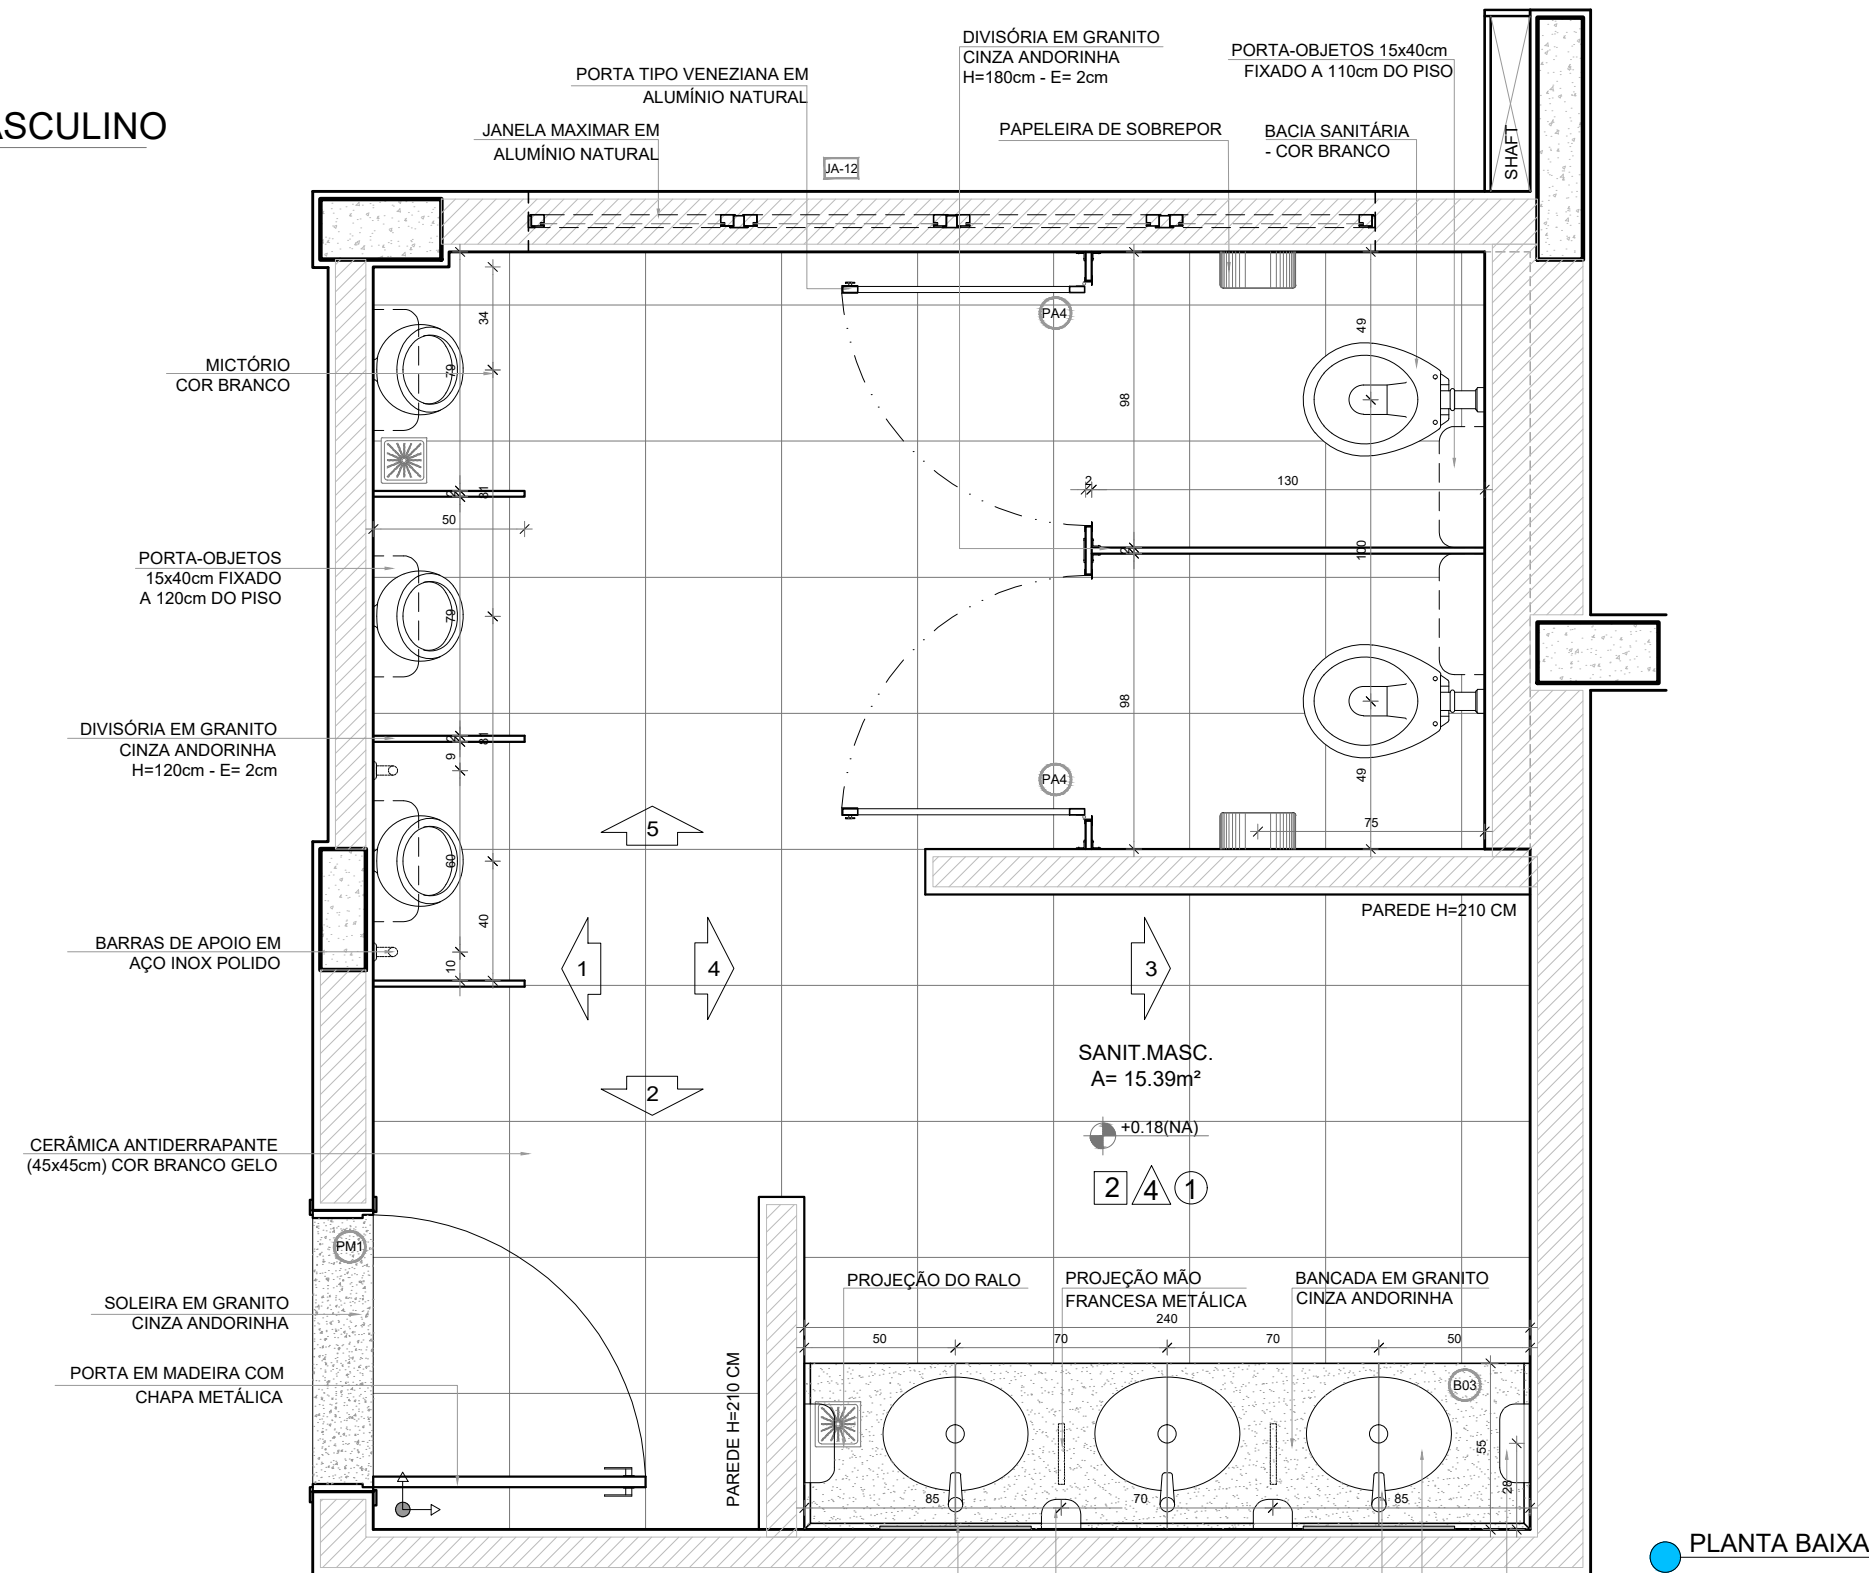 ASCULINO
PORTA TIPO VENEZIANA EM
ALUMÍNIO NATURAL
JANELA MAXIMAR EM
ALUMÍNIO NATURAL
DIVISÓRIA EM GRANITO
CINZA ANDORINHA
H=180cm - E= 2cm
PORTA-OBJETOS 15x40cm
FIXADO A 110cm DO PISO
PAPELEIRA DE SOBREPOR
BACIA SANITÁRIA
- COR BRANCO
SHAFT
JA-12
MICTÓRIO
COR BRANCO
PORTA-OBJETOS
15x40cm FIXADO
A 120cm DO PISO
DIVISÓRIA EM GRANITO
CINZA ANDORINHA
H=120cm - E= 2cm
BARRAS DE APOIO EM
AÇO INOX POLIDO
CERÂMICA ANTIDERRAPANTE
(45x45cm) COR BRANCO GELO
SOLEIRA EM GRANITO
CINZA ANDORINHA
PORTA EM MADEIRA COM
CHAPA METÁLICA
34
79
2
81
50
79
2
81
9
60
40
10
PA4
98
49
2
130
2
100
98
49
PA4
75
5
1
4
3
2
PAREDE H=210 CM
SANIT.MASC.
A= 15.39m²
+0.18(NA)
2 4 1
PM1
PAREDE H=210 CM
PROJEÇÃO DO RALO
PROJEÇÃO MÃO
FRANCESA METÁLICA
BANCADA EM GRANITO
CINZA ANDORINHA
240
50 70 70 50
B03
55
28
85 70 85
PLANTA BAIXA